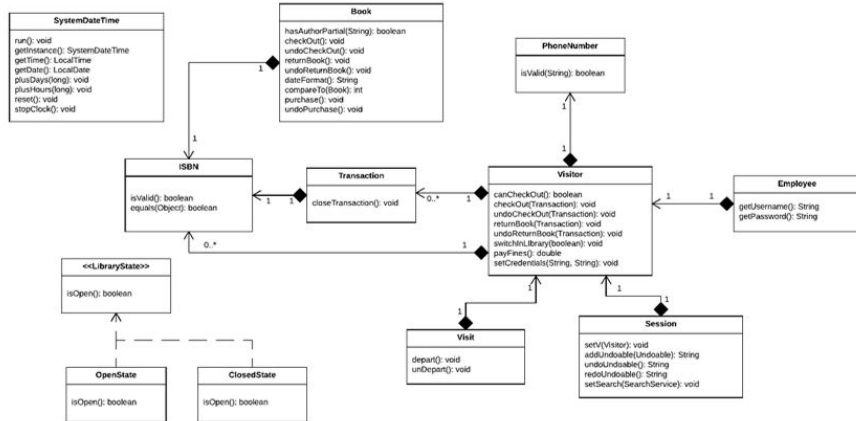 SystemDateTime
run(): void
getInstance(): SystemDateTime
getTime(): LocalTime
getDate(): LocalDate
plusDays(long): void
plusHours(long): void
reset(): void
stopClock(): void
Book
hasAuthorPartial(String): boolean
checkOut(): void
undoCheckOut(): void
returnBook(): void
undoReturnBook(): void
dateFormat(): String
compareTo(Book): int
purchase(): void
undoPurchase(): void
1
1
PhoneNumber
isValid(String): boolean
1
1
ISBN
isValid(): boolean
equals(Object): boolean
1
1
Transaction
closeTransaction(): void
0..*
1
Visitor
canCheckOut(): boolean
checkOut(Transaction): void
undoCheckOut(Transaction): void
returnBook(Transaction): void
undoReturnBook(Transaction): void
switchInLIbrary(boolean): void
payFines(): double
setCredentials(String, String): void
1
1
Employee
getUsername(): String
getPassword(): String
0..*
1
<<LibraryState>>
isOpen(): boolean
OpenState
isOpen(): boolean
ClosedState
isOpen(): boolean
1
1
Visit
depart(): void
unDepart(): void
1
1
Session
setV(Visitor): void
addUndoable(Undoable): String
undoUndoable(): String
redoUndoable(): String
setSearch(SearchService): void